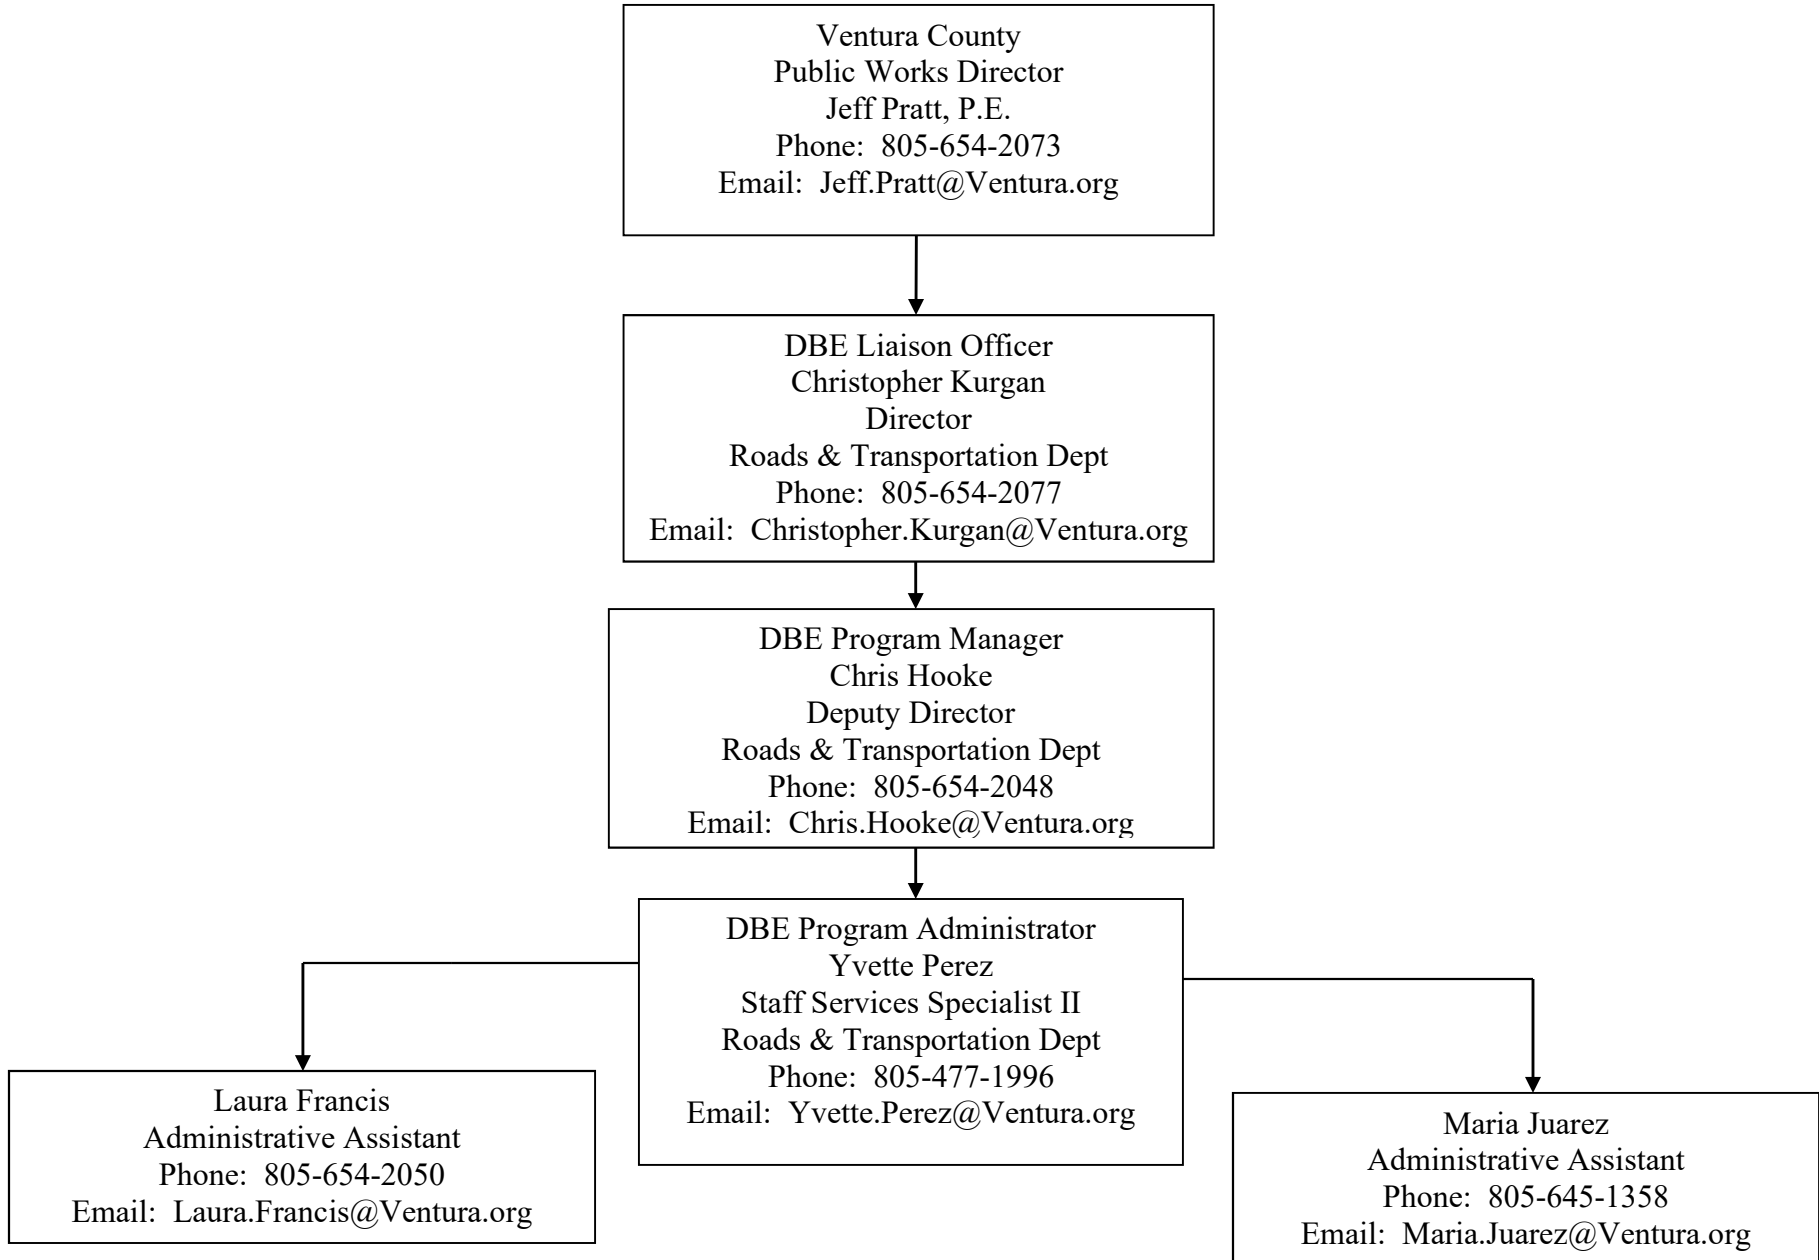 Ventura County
Public Works Director
Jeff Pratt, P.E.
Phone:  805-654-2073
Email:  Jeff.Pratt@Ventura.org
DBE Liaison Officer
Christopher Kurgan
Director
Roads & Transportation Dept
Phone:  805-654-2077
Email:  Christopher.Kurgan@Ventura.org
DBE Program Manager
Chris Hooke
Deputy Director
Roads & Transportation Dept
Phone:  805-654-2048
Email:  Chris.Hooke@Ventura.org
DBE Program Administrator
Yvette Perez
Staff Services Specialist II
Roads & Transportation Dept
Phone:  805-477-1996
Email:  Yvette.Perez@Ventura.org
Laura Francis
Administrative Assistant
Phone:  805-654-2050
Email:  Laura.Francis@Ventura.org
Maria Juarez
Administrative Assistant
Phone:  805-645-1358
Email:  Maria.Juarez@Ventura.org